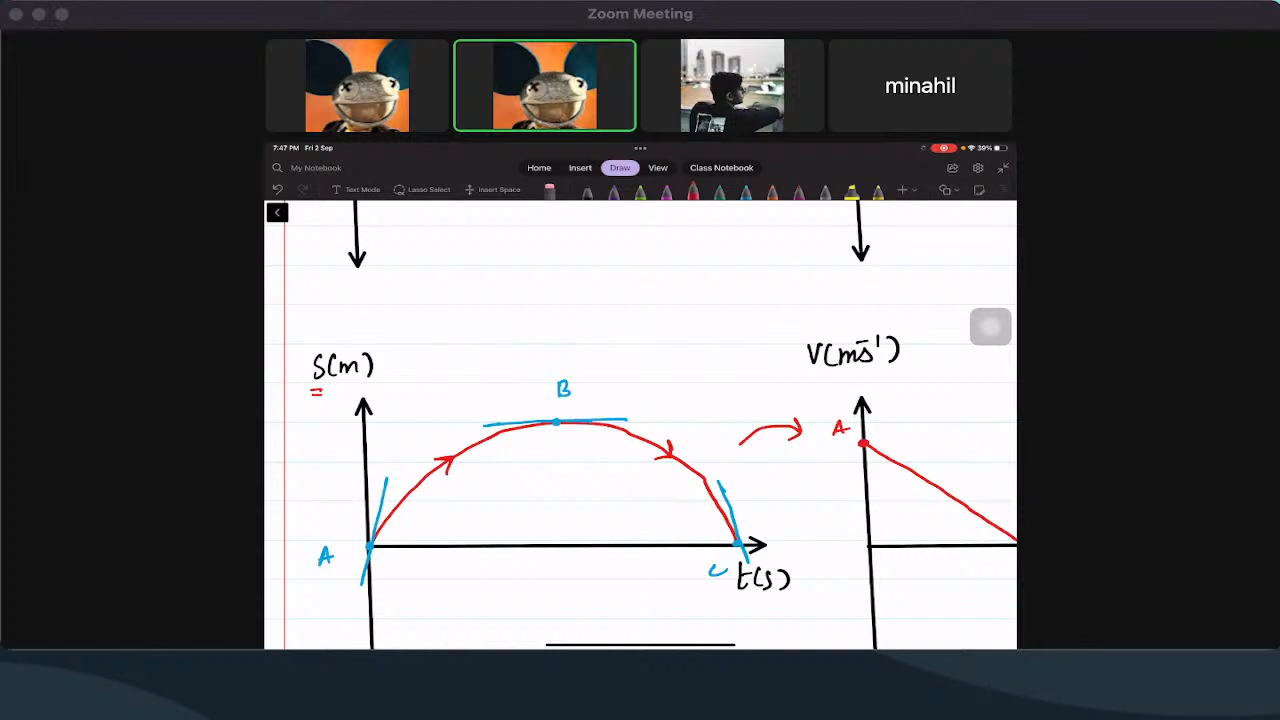 Zoom Meeting
minahil
7:47 PM Fri 2 Sep
39%
My Notebook
Home Insert Draw View Class Notebook
Text Mode Lasso Select Insert Space
S(m)
B
V(ms⁻¹)
A
A
C t(s)